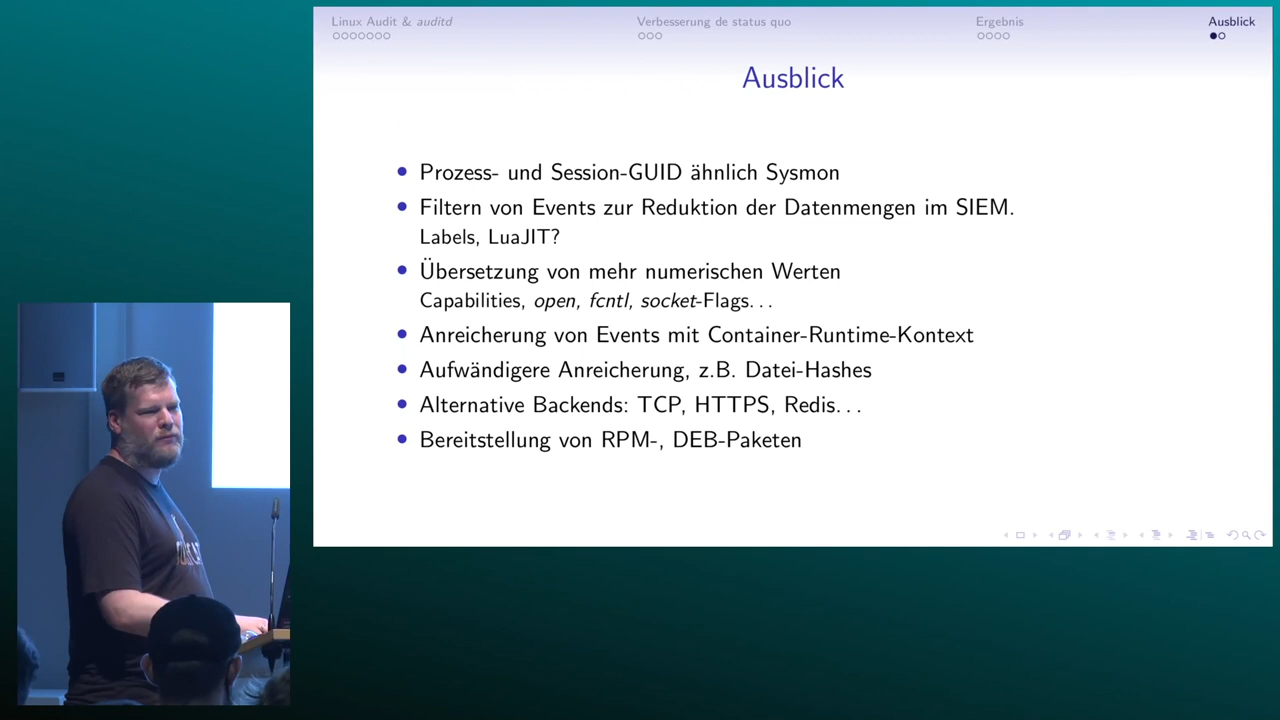 Linux Audit & auditd
Verbesserung de status quo
Ergebnis
Ausblick
Ausblick
Prozess- und Session-GUID ähnlich Sysmon
Filtern von Events zur Reduktion der Datenmengen im SIEM.
Labels, LuaJIT?
Übersetzung von mehr numerischen Werten
Capabilities, open, fcntl, socket-Flags...
Anreicherung von Events mit Container-Runtime-Kontext
Aufwändigere Anreicherung, z.B. Datei-Hashes
Alternative Backends: TCP, HTTPS, Redis...
Bereitstellung von RPM-, DEB-Paketen